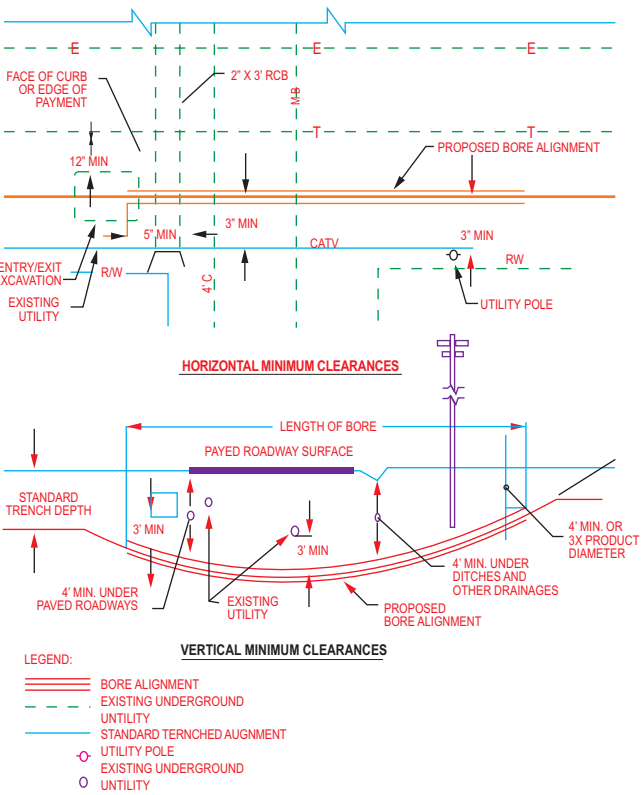 E E E
FACE OF CURB
OR EDGE OF
PAYMENT
2” X 3’ RCB
M-B
T T
PROPOSED BORE ALIGNMENT
12” MIN
3” MIN
5” MIN
CATV
3” MIN
ENTRY/EXIT
EXCAVATION
R/W
4’ C
RW
EXISTING
UTILITY
UTILITY POLE
HORIZONTAL MINIMUM CLEARANCES
LENGTH OF BORE
PAYED ROADWAY SURFACE
STANDARD
TRENCH DEPTH
3’ MIN
3’ MIN
4’ MIN. OR
3X PRODUCT
DIAMETER
4’ MIN. UNDER
PAVED ROADWAYS
EXISTING
UTILITY
4’ MIN. UNDER
DITCHES AND
OTHER DRAINAGES
PROPOSED
BORE ALIGNMENT
VERTICAL MINIMUM CLEARANCES
LEGEND:
BORE ALIGNMENT
EXISTING UNDERGROUND
UNTILITY
STANDARD TERNCHED AUGNMENT
UTILITY POLE
EXISTING UNDERGROUND
UNTILITY